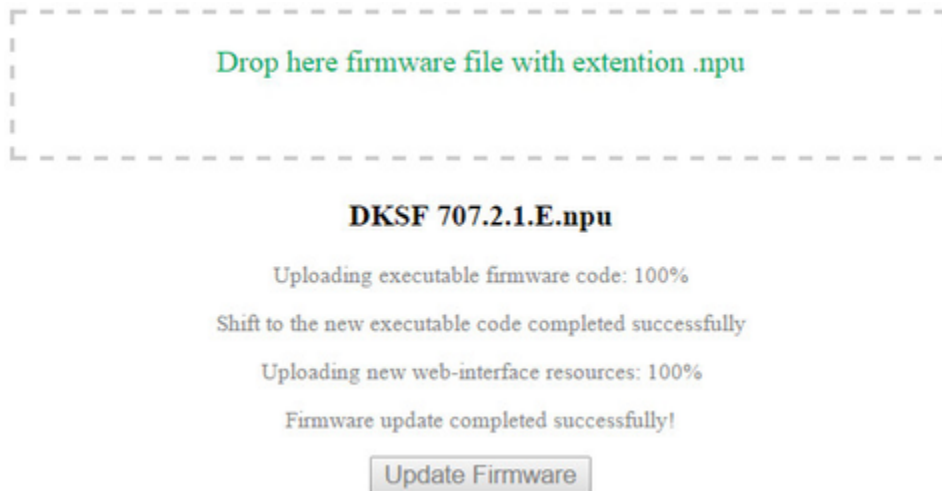 Drop here firmware file with extention .npu
DKSF 707.2.1.E.npu
Uploading executable firmware code: 100%
Shift to the new executable code completed successfully
Uploading new web-interface resources: 100%
Firmware update completed successfully!
Update Firmware